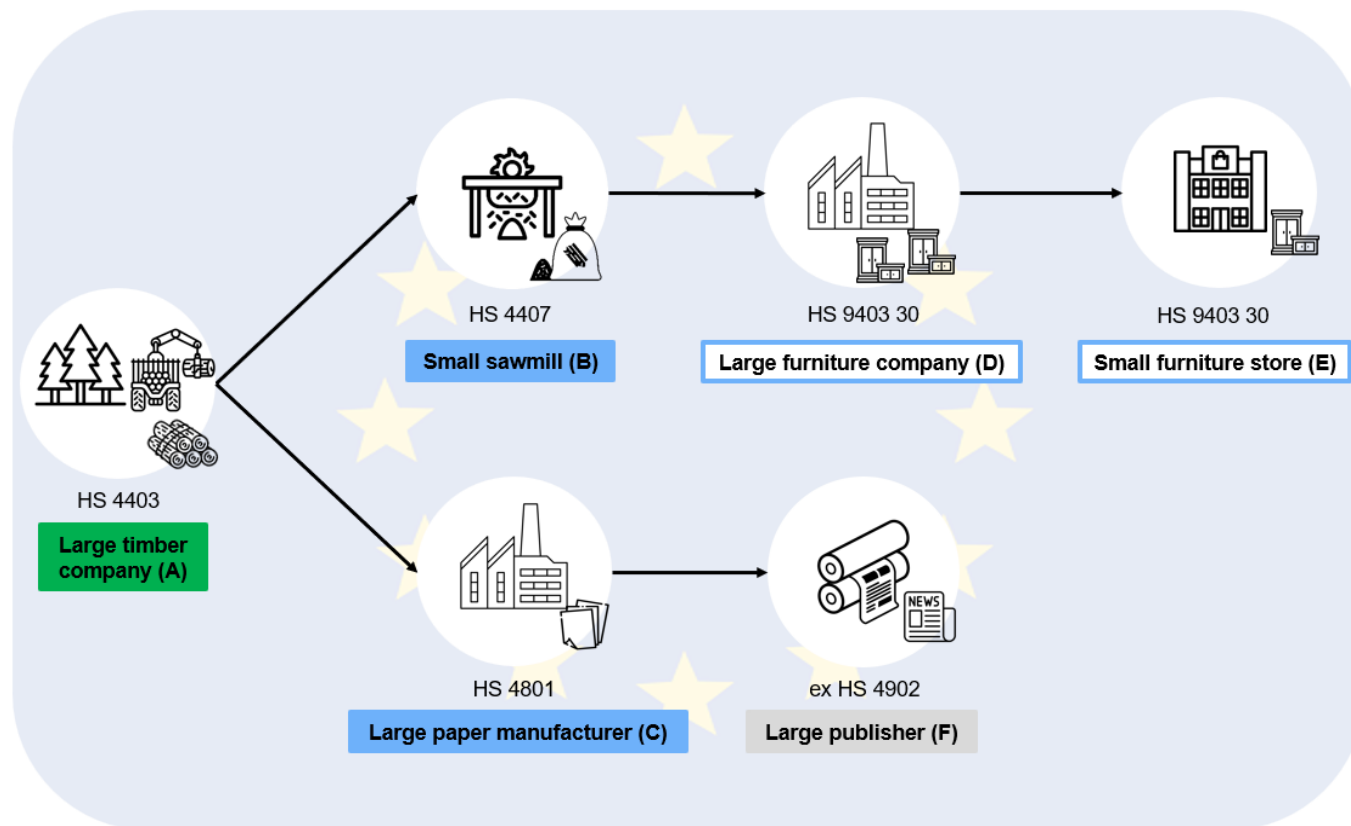 HS 4407
Small sawmill (B)
HS 9403 30
Large furniture company (D)
HS 9403 30
Small furniture store (E)
HS 4403
Large timber
company (A)
HS 4801
Large paper manufacturer (C)
NEWS
ex HS 4902
Large publisher (F)